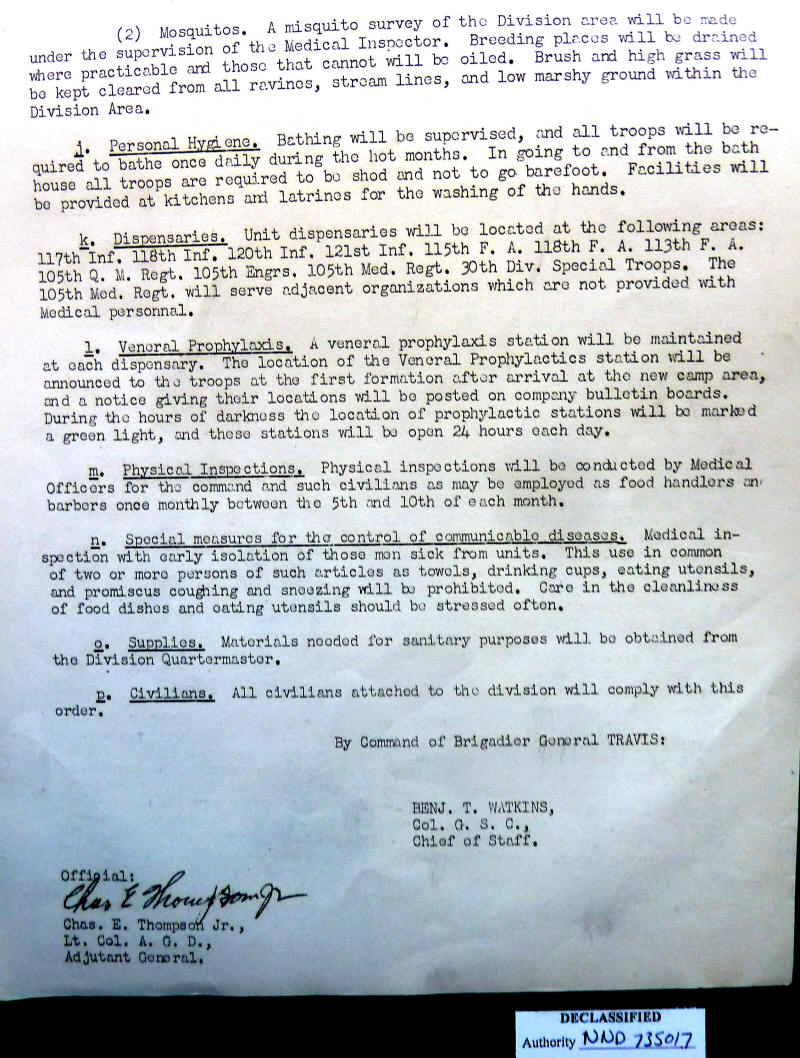 (2) Mosquitos. A misquito survey of the Division area will be made
under the supervision of the Medical Inspector. Breeding places will be drained
where practicable and those that cannot will be oiled. Brush and high grass will
be kept cleared from all ravines, stream lines, and low marshy ground within the
Division Area.
j. Personal Hygiene. Bathing will be supervised, and all troops will be re-
quired to bathe once daily during the hot months. In going to and from the bath
house all troops are required to be shod and not to go barefoot. Facilities will
be provided at kitchens and latrines for the washing of the hands.
k. Dispensaries. Unit dispensaries will be located at the following areas:
117th Inf. 118th Inf. 120th Inf. 121st Inf. 115th F. A. 118th F. A. 113th F. A.
105th Q. M. Regt. 105th Engrs. 105th Med. Regt. 30th Div. Special Troops. The
105th Med. Regt. will serve adjacent organizations which are not provided with
Medical personnal.
l. Veneral Prophylaxis. A veneral prophylaxis station will be maintained
at each dispensary. The location of the Veneral Prophylactics station will be
announced to the troops at the first formation after arrival at the new camp area,
and a notice giving their locations will be posted on company bulletin boards.
During the hours of darkness the location of prophylactic stations will be marked
a green light, and these stations will be open 24 hours each day.
m. Physical Inspections. Physical inspections will be conducted by Medical
Officers for the command and such civilians as may be employed as food handlers an
barbers once monthly between the 5th and 10th of each month.
n. Special measures for the control of communicable diseases. Medical in-
spection with early isolation of those men sick from units. This use in common
of two or more persons of such articles as towels, drinking cups, eating utensils,
and promiscus coughing and sneezing will be prohibited. Care in the cleanliness
of food dishes and eating utensils should be stressed often.
o. Supplies. Materials needed for sanitary purposes will be obtained from
the Division Quartermaster.
p. Civilians. All civilians attached to the division will comply with this
order.
By Command of Brigadier General TRAVIS:
BENJ. T. WATKINS,
Col. G. S. C.,
Chief of Staff.
Official:
Chas E Thompson Jr
Chas. E. Thompson Jr.,
Lt. Col. A. G. D.,
Adjutant General.
DECLASSIFIED
Authority NND 735017